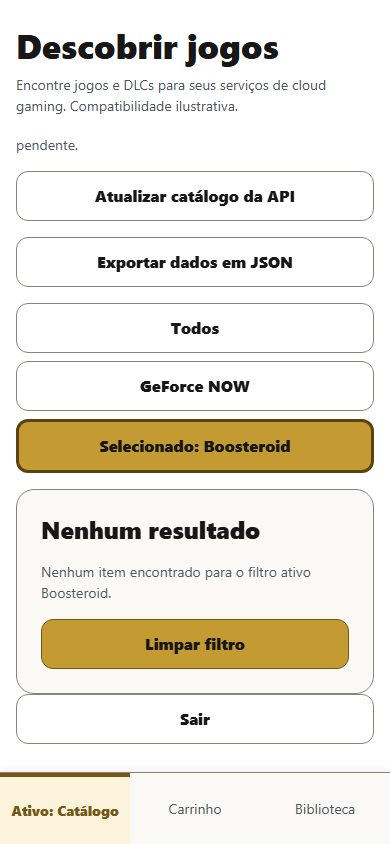 Descobrir jogos
Encontre jogos e DLCs para seus serviços de cloud
gaming. Compatibilidade ilustrativa.
pendente.
Atualizar catálogo da API
Exportar dados em JSON
Todos
GeForce NOW
Selecionado: Boosteroid
Nenhum resultado
Nenhum item encontrado para o filtro ativo
Boosteroid.
Limpar filtro
Sair
Ativo: Catálogo
Carrinho
Biblioteca